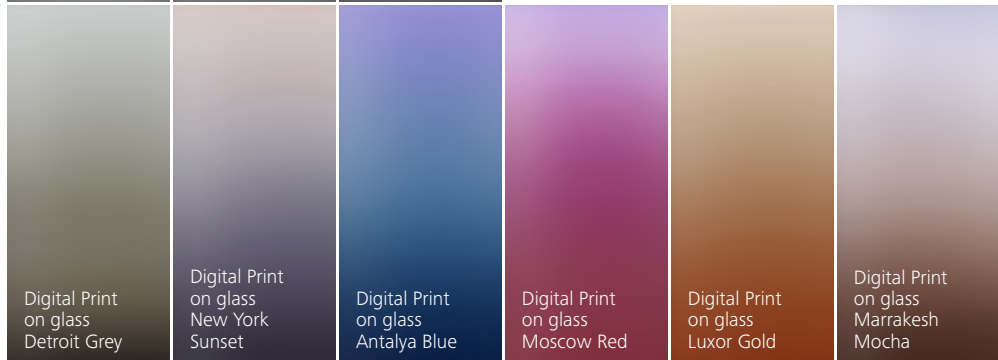 Digital Print
on glass
Detroit Grey
Digital Print
on glass
New York
Sunset
Digital Print
on glass
Antalya Blue
Digital Print
on glass
Moscow Red
Digital Print
on glass
Luxor Gold
Digital Print
on glass
Marrakesh
Mocha